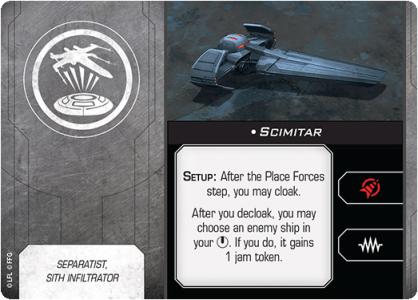 • SCIMITAR
SETUP: After the Place Forces
step, you may cloak.
After you decloak, you may
choose an enemy ship in
your . If you do, it gains
1 jam token.
SEPARATIST,
SITH INFILTRATOR
© LFL © FFG